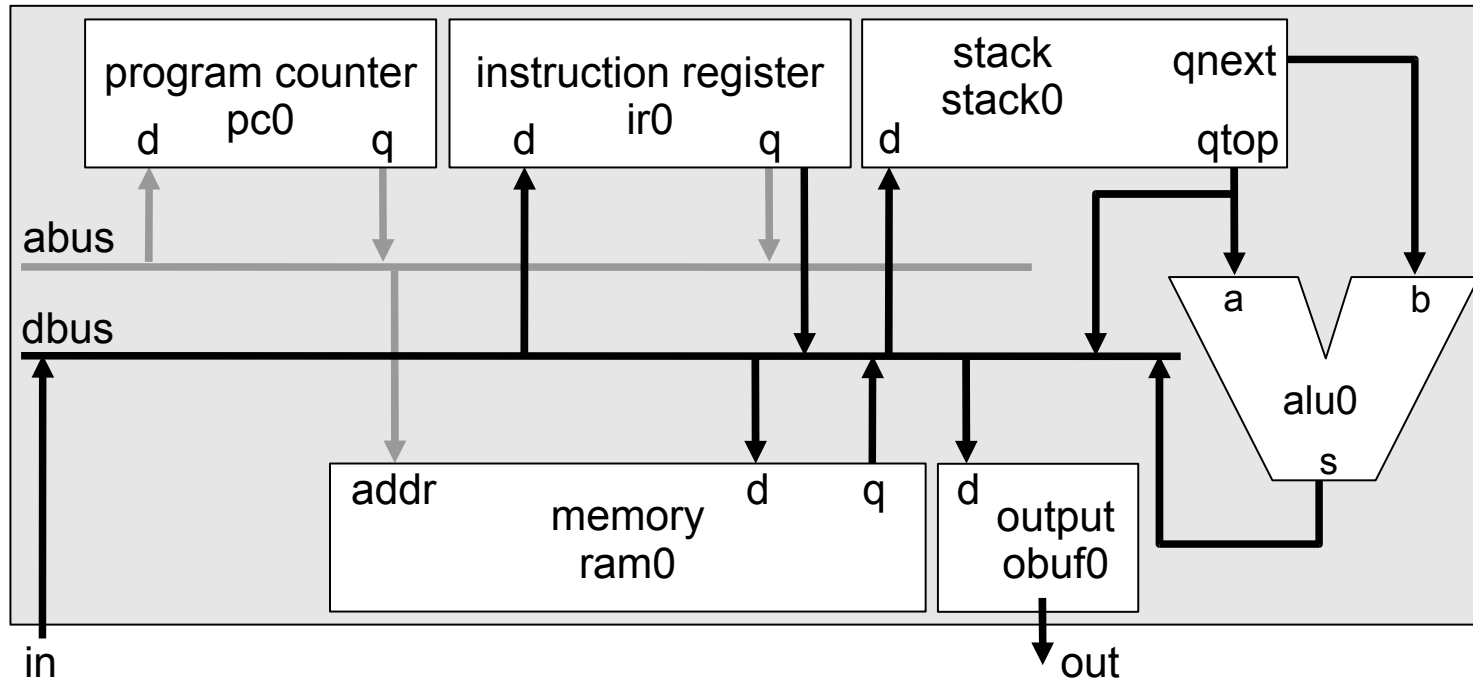 program counter
pc0
d
q
instruction register
ir0
d
q
stack
stack0
qnext
d
qtop
abus
dbus
a
b
alu0
s
addr
d
q
memory
ram0
d
output
obuf0
in
out